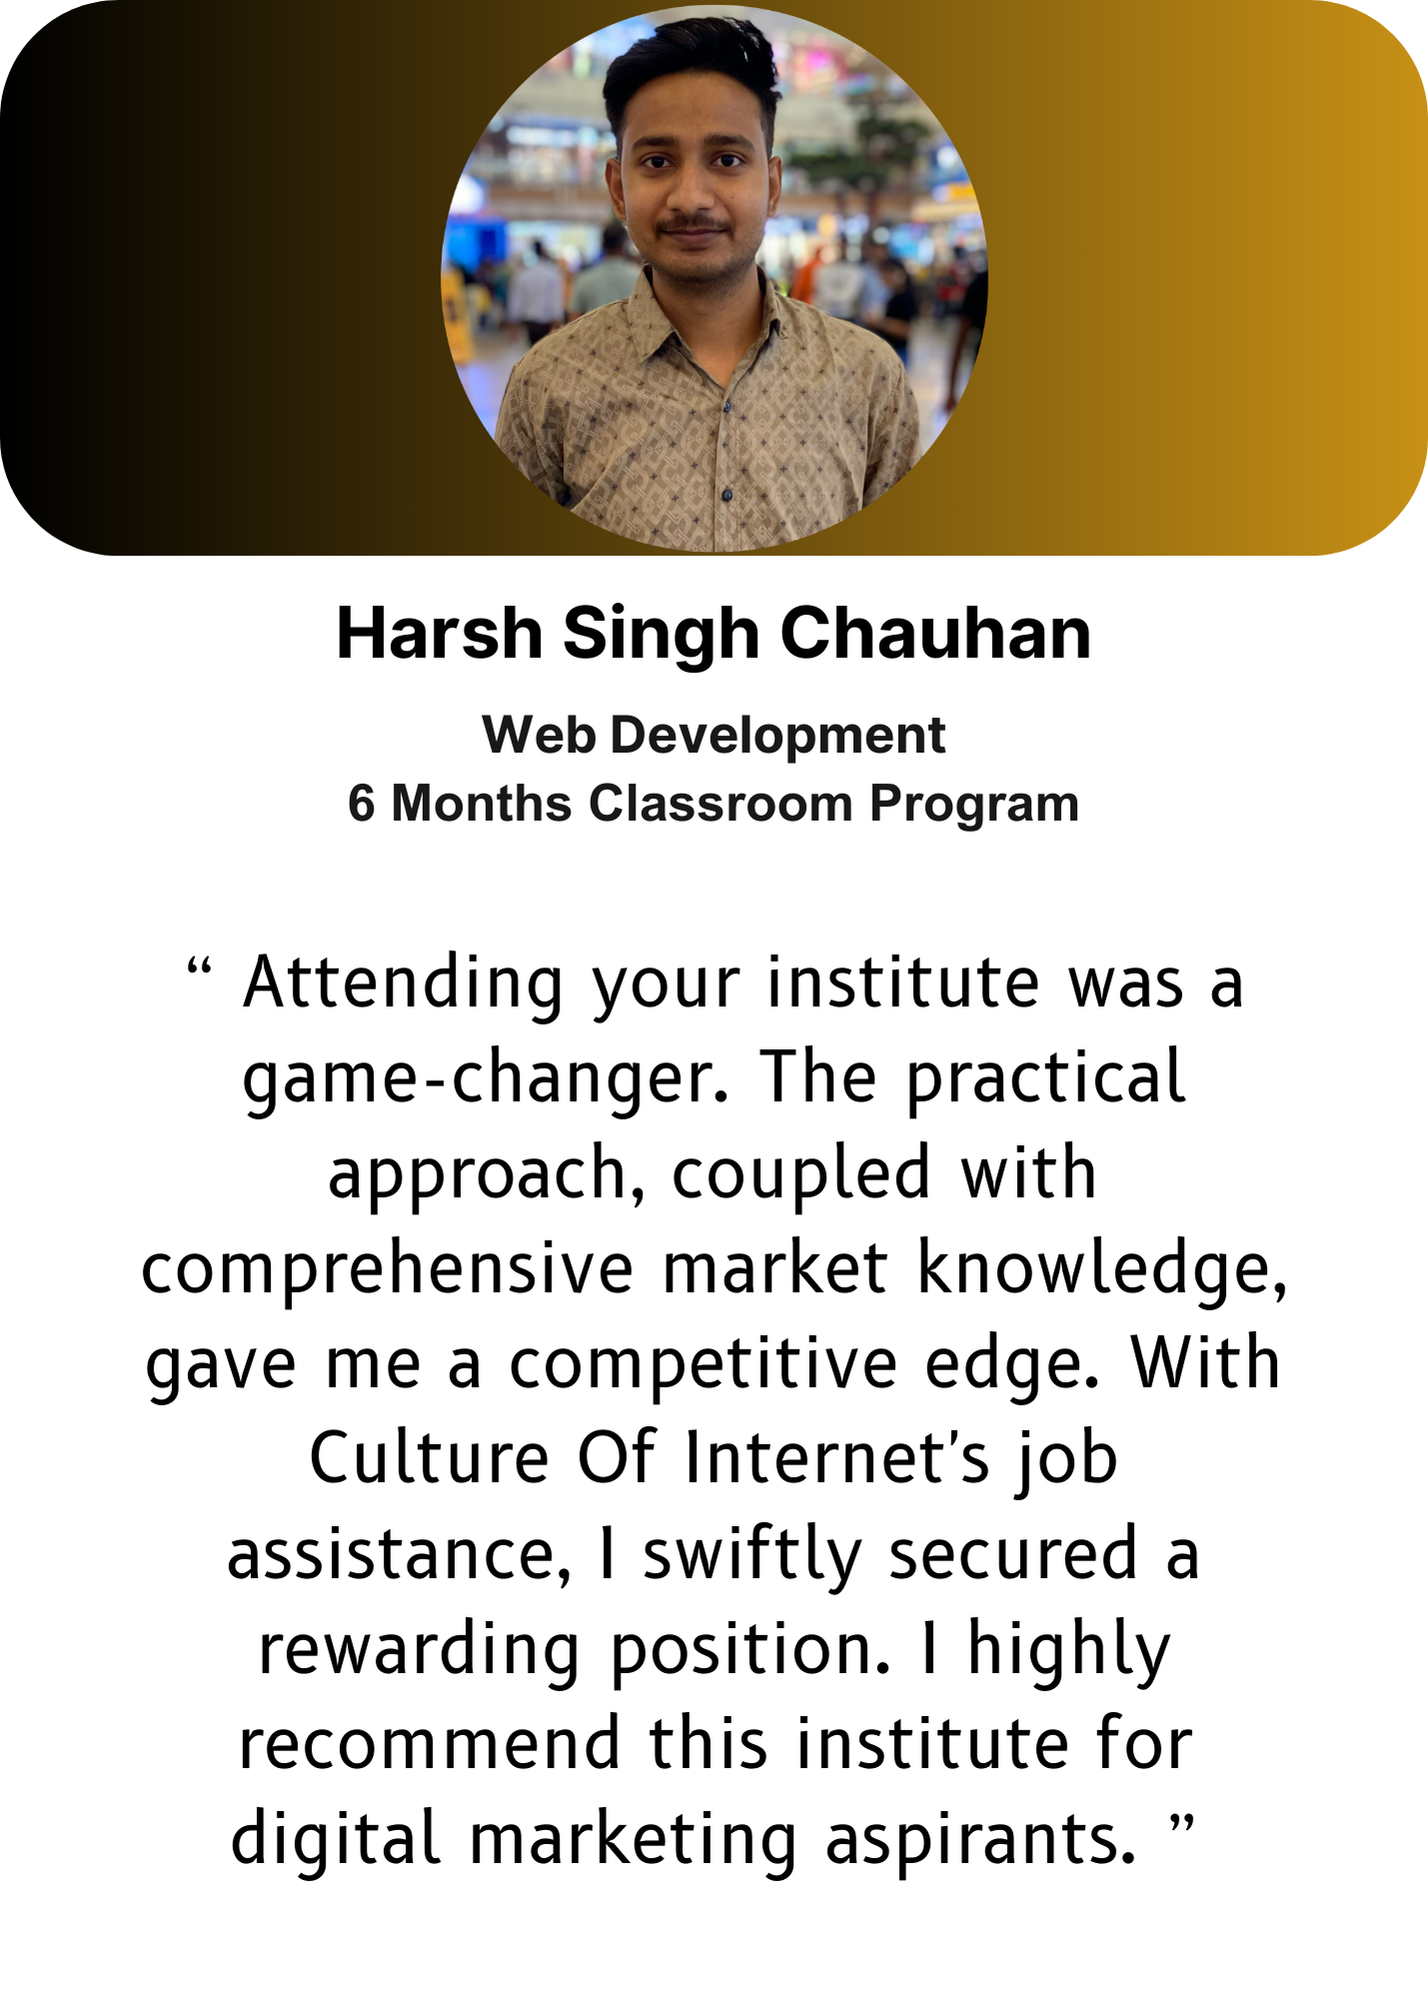 Harsh Singh Chauhan
Web Development
6 Months Classroom Program
“ Attending your institute was a
game-changer. The practical
approach, coupled with
comprehensive market knowledge,
gave me a competitive edge. With
Culture Of Internet's job
assistance, I swiftly secured a
rewarding position. I highly
recommend this institute for
digital marketing aspirants. ”